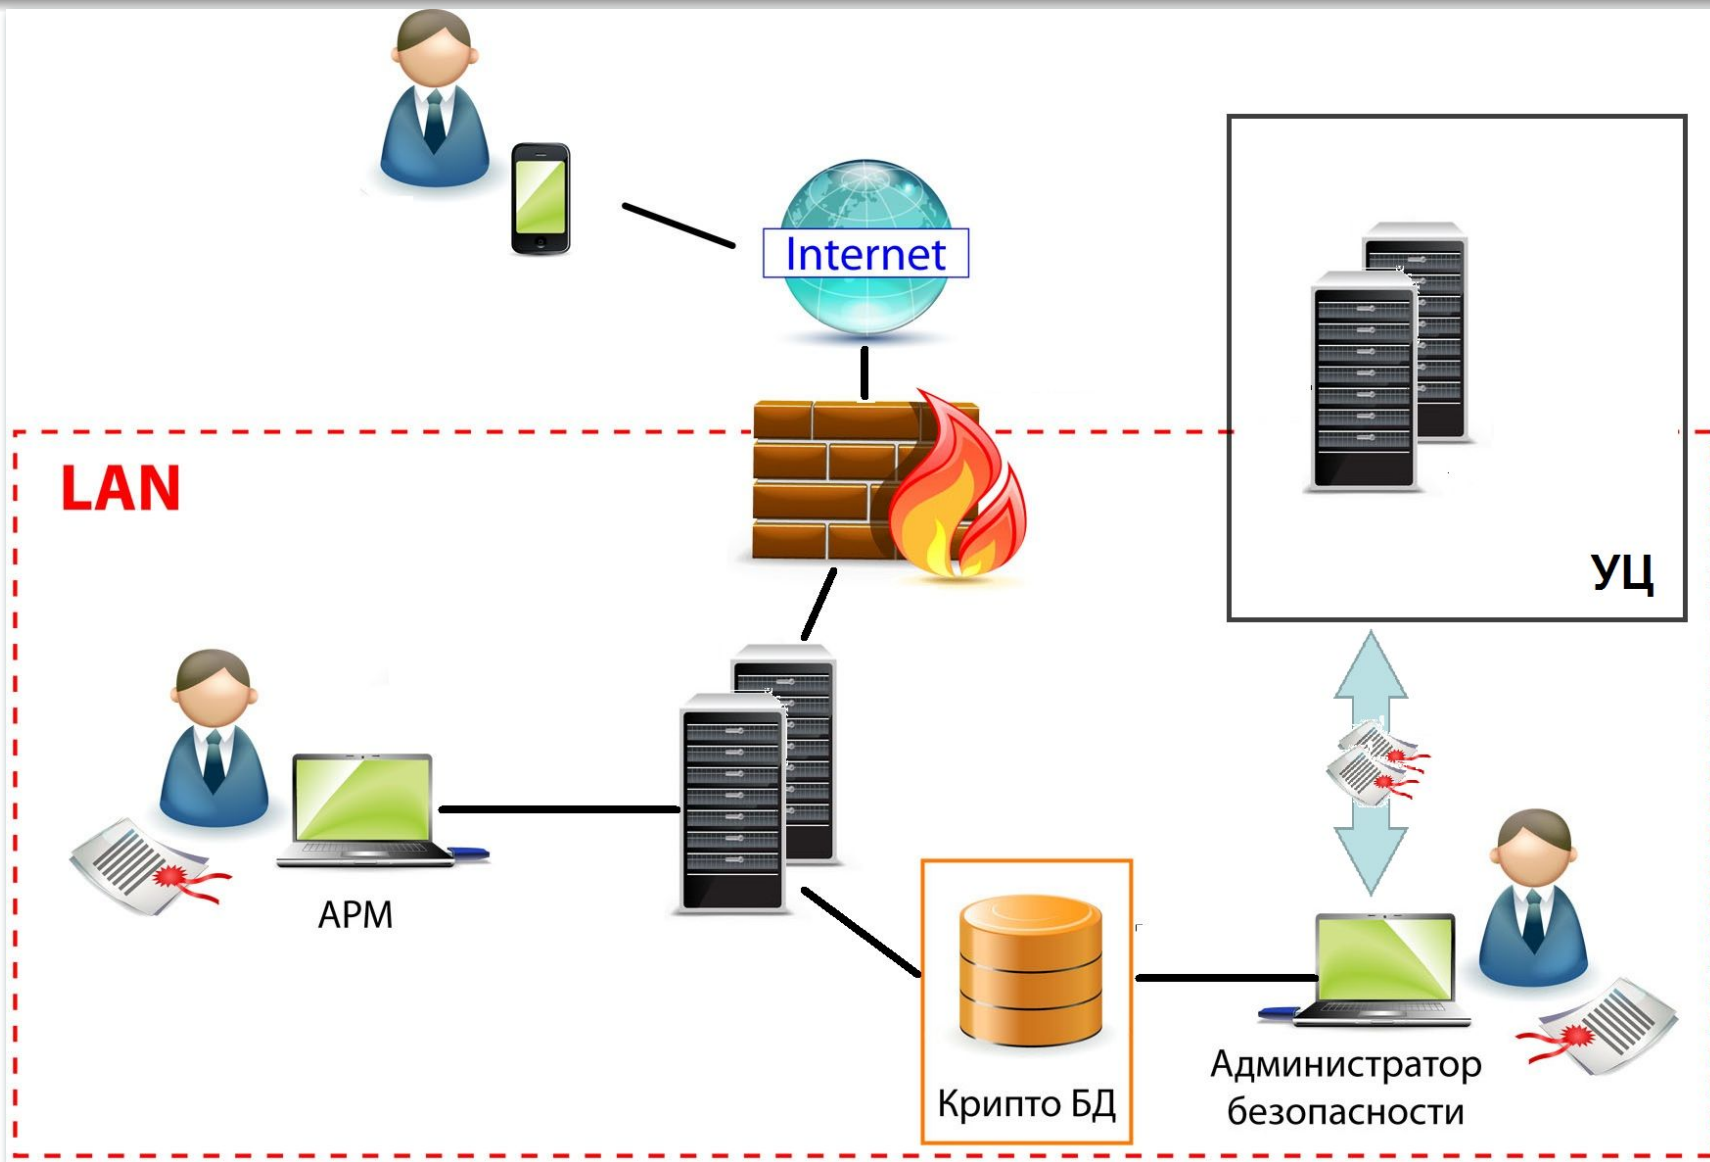 Internet
LAN
УЦ
АРМ
Крипто БД
Администратор
безопасности